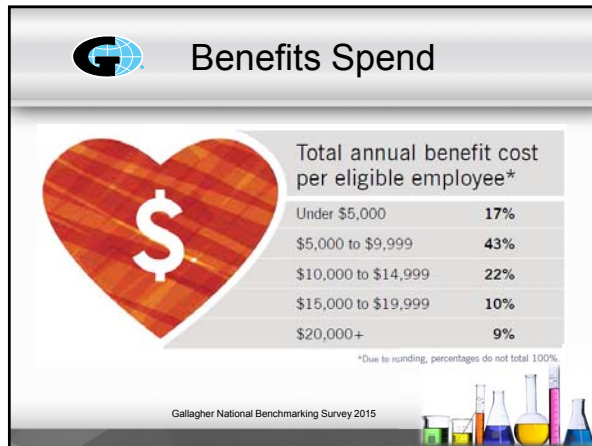 G
Benefits Spend
$
Total annual benefit cost
per eligible employee*
Under $5,000 17%
$5,000 to $9,999 43%
$10,000 to $14,999 22%
$15,000 to $19,999 10%
$20,000+ 9%
*Due to runding, percentages do not total 100%.
Gallagher National Benchmarking Survey 2015